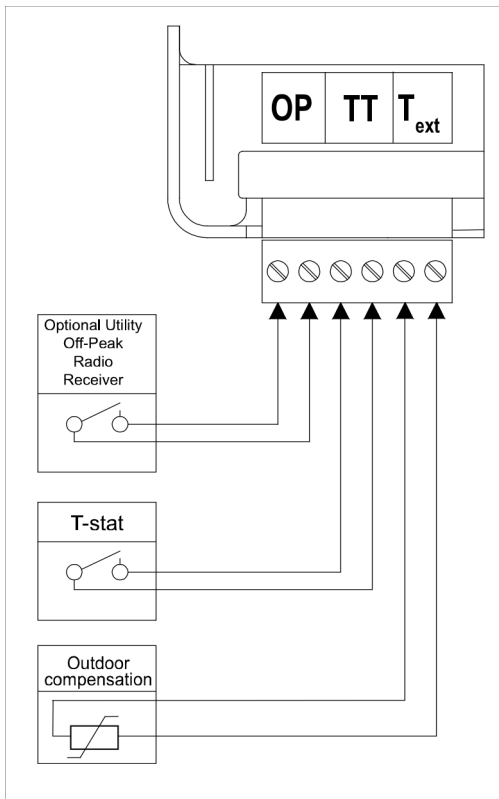 OP TT Text
Optional Utility
Off-Peak
Radio
Receiver
T-stat
Outdoor
compensation